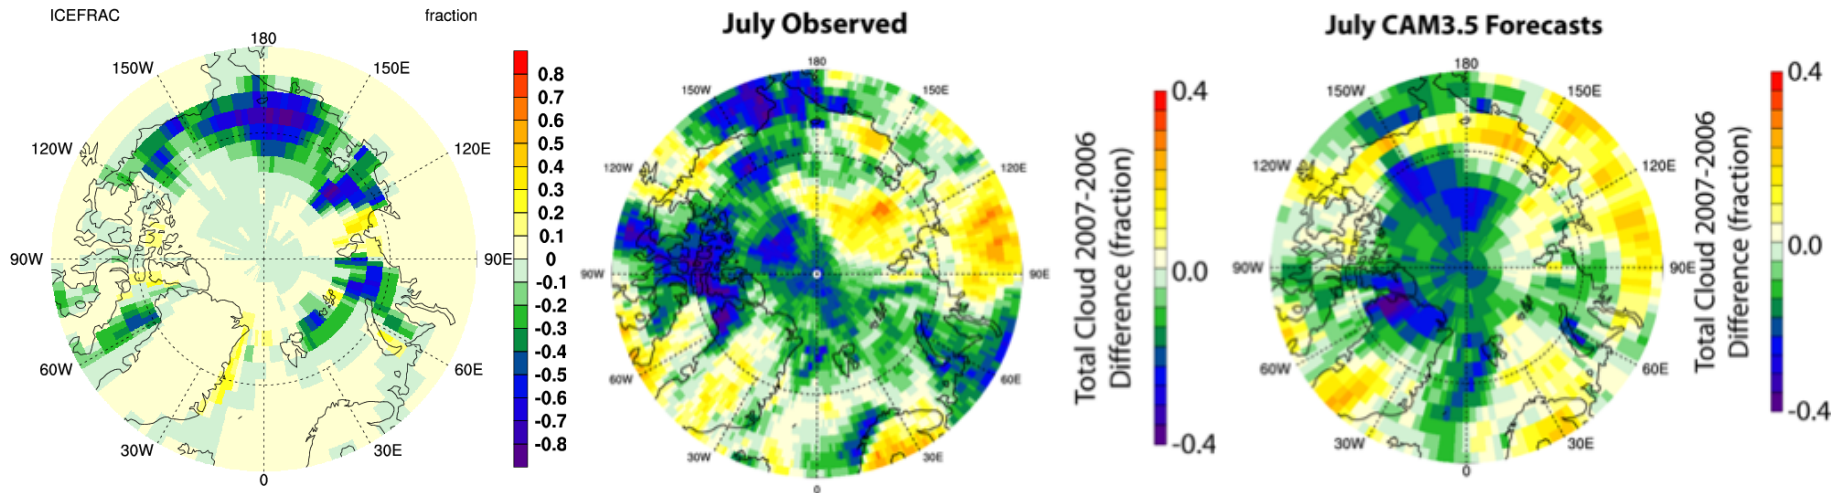 ICEFRAC fraction
180
150W 150E
120W 120E
90W 90E
60W 60E
30W 30E
0
0.8
0.7
0.6
0.5
0.4
0.3
0.2
0.1
0
-0.1
-0.2
-0.3
-0.4
-0.5
-0.6
-0.7
-0.8
July Observed
180
150W 150E
120W 120E
90W 90E
60W 60E
30W 30E
0
0.4
0.0
-0.4
Total Cloud 2007-2006
Difference (fraction)
July CAM3.5 Forecasts
180
150W 150E
120W 120E
90W 90E
60W 60E
30W 30E
0
0.4
0.0
-0.4
Total Cloud 2007-2006
Difference (fraction)